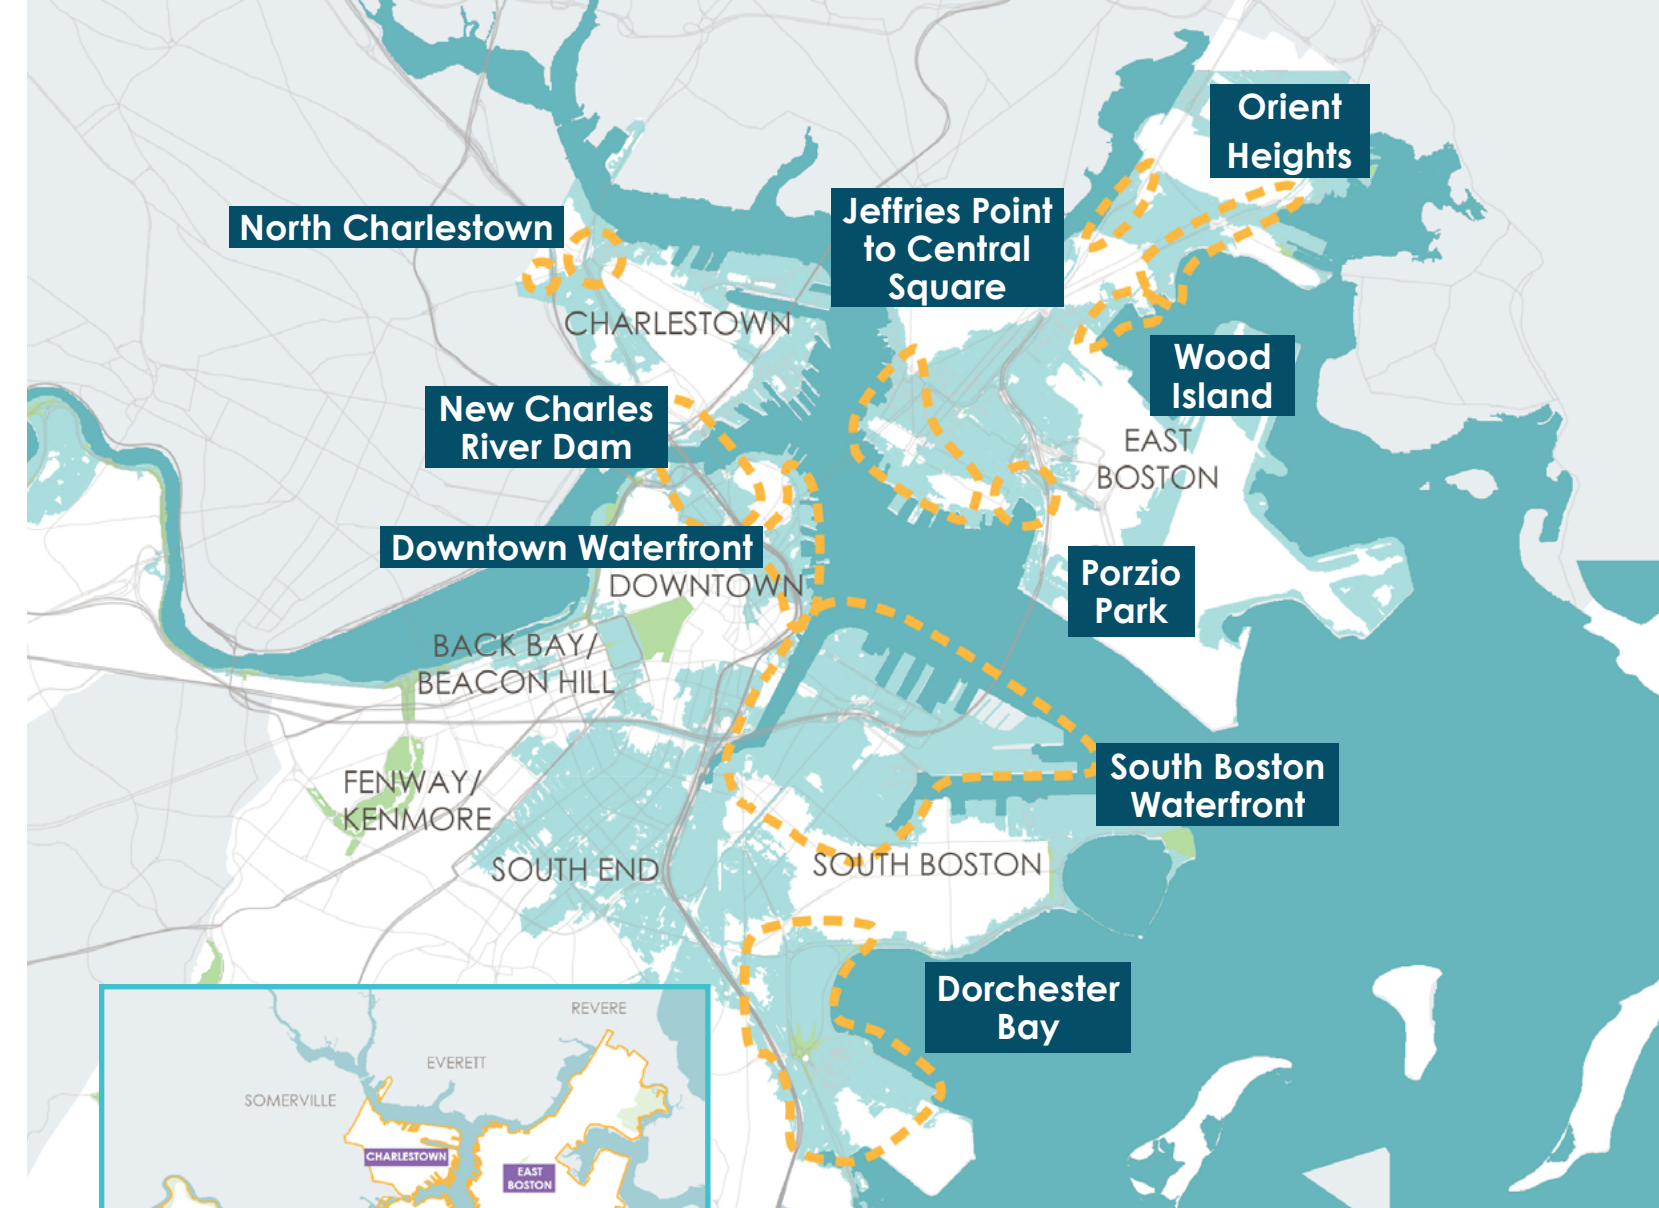 Orient
Heights
North Charlestown
Jeffries Point
to Central
Square
CHARLESTOWN
Wood
Island
New Charles
River Dam
EAST
BOSTON
Downtown Waterfront
DOWNTOWN
Porzio
Park
BACK BAY/
BEACON HILL
South Boston
Waterfront
FENWAY/
KENMORE
SOUTH END
SOUTH BOSTON
Dorchester
Bay
REVERE
EVERETT
SOMERVILLE
CHARLESTOWN
EAST
BOSTON